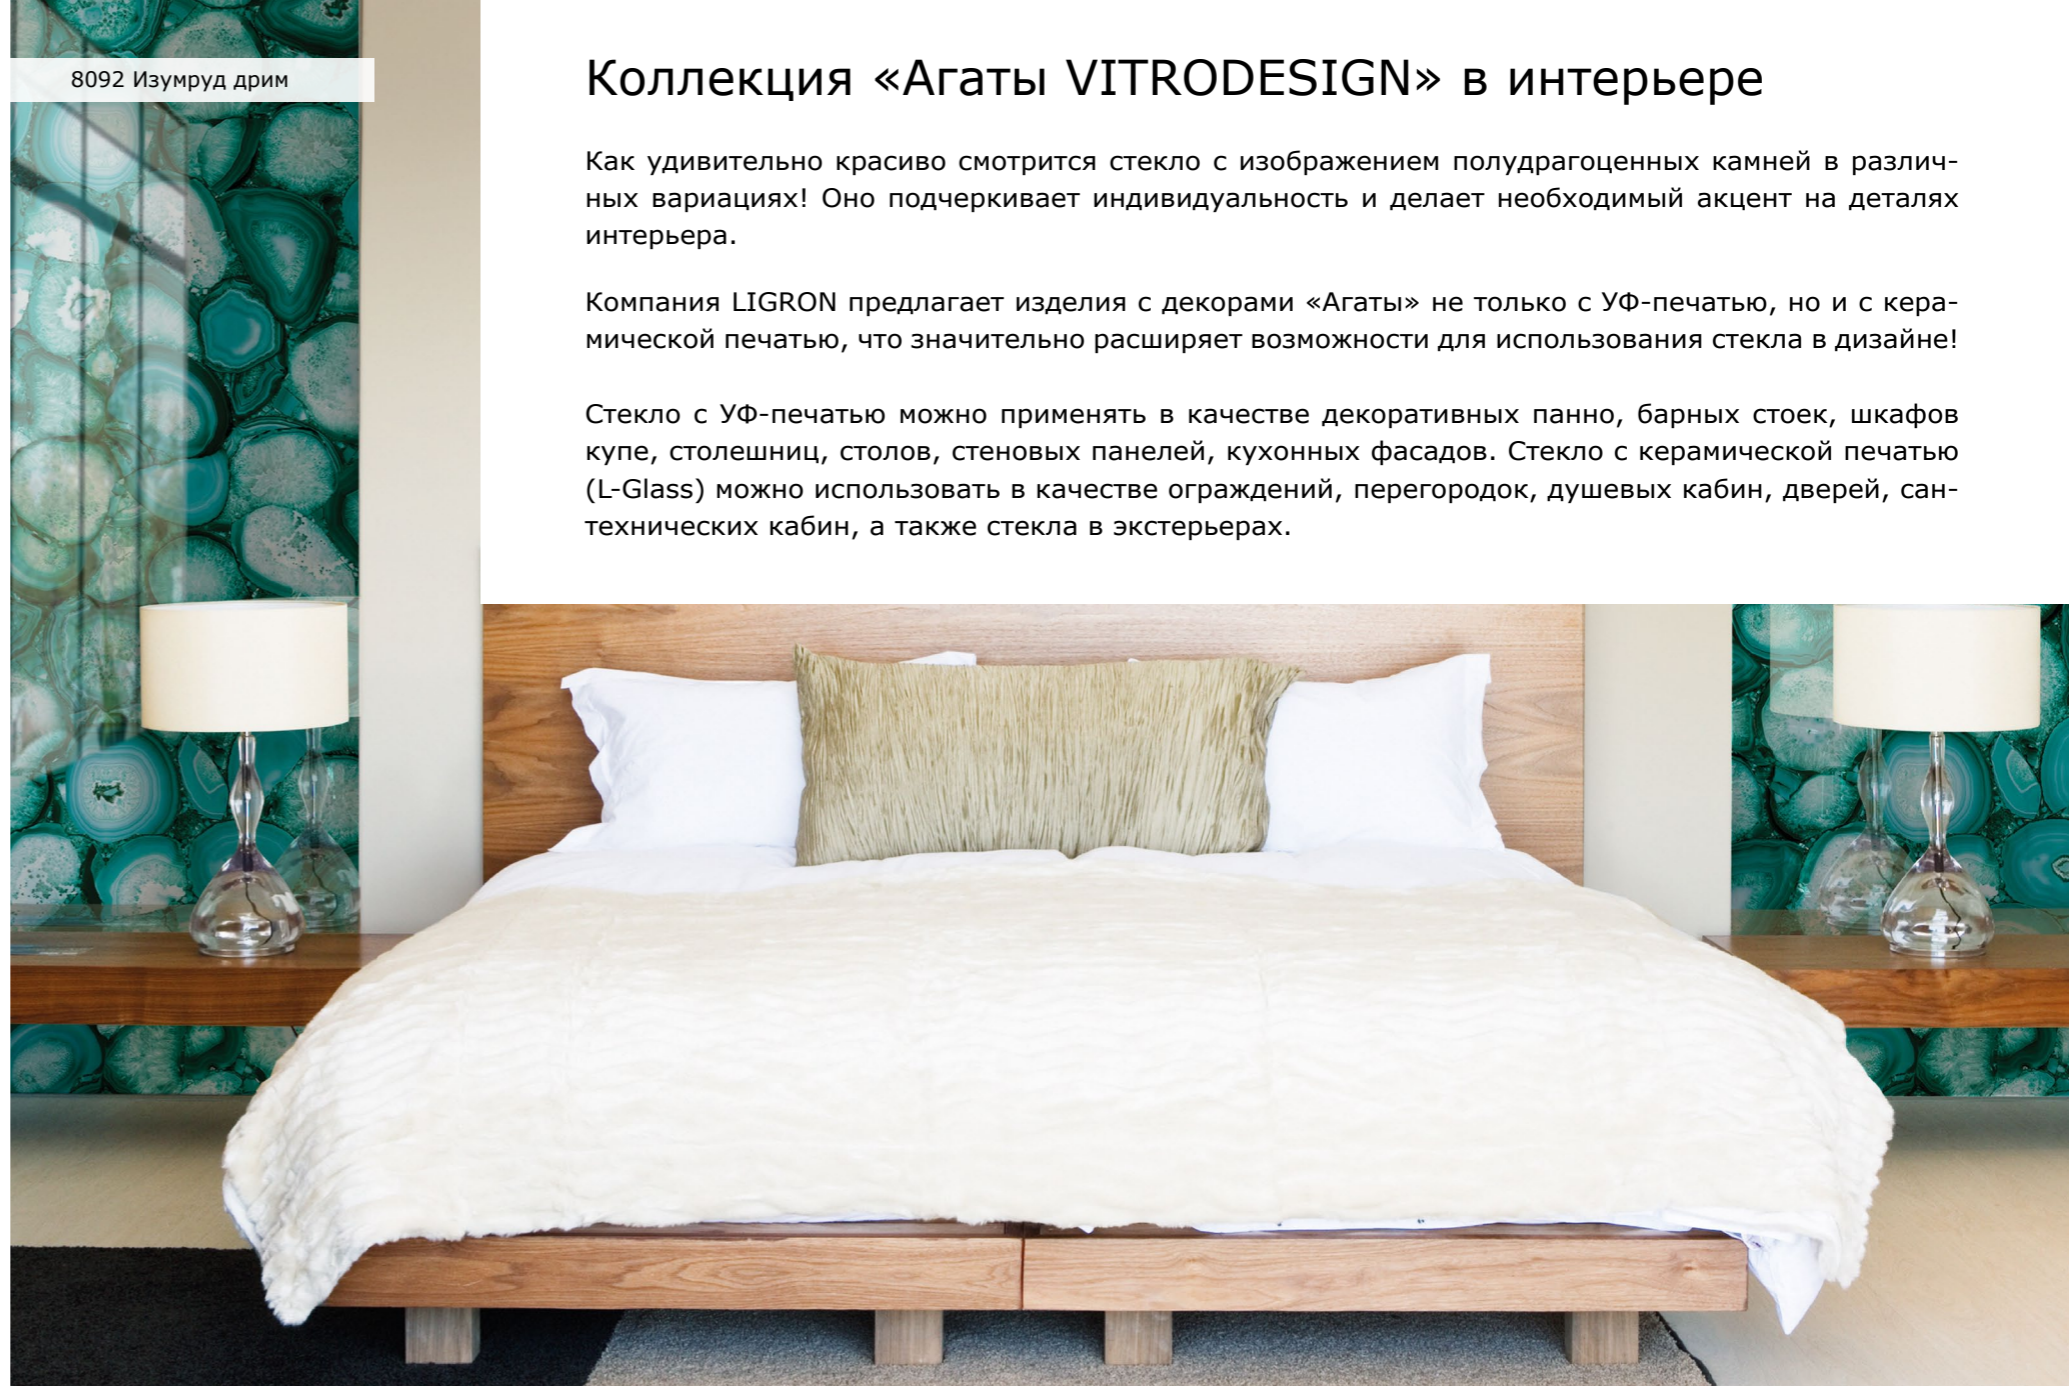 8092 Изумруд дрим
Коллекция «Агаты VITRODESIGN» в интерьере
Как удивительно красиво смотрится стекло с изображением полудрагоценных камней в различ-
ных вариациях! Оно подчеркивает индивидуальность и делает необходимый акцент на деталях
интерьера.
Компания LIGRON предлагает изделия с декорами «Агаты» не только с УФ-печатью, но и с кера-
мической печатью, что значительно расширяет возможности для использования стекла в дизайне!
Стекло с УФ-печатью можно применять в качестве декоративных панно, барных стоек, шкафов
купе, столешниц, столов, стеновых панелей, кухонных фасадов. Стекло с керамической печатью
(L-Glass) можно использовать в качестве ограждений, перегородок, душевых кабин, дверей, сан-
технических кабин, а также стекла в экстерьерах.